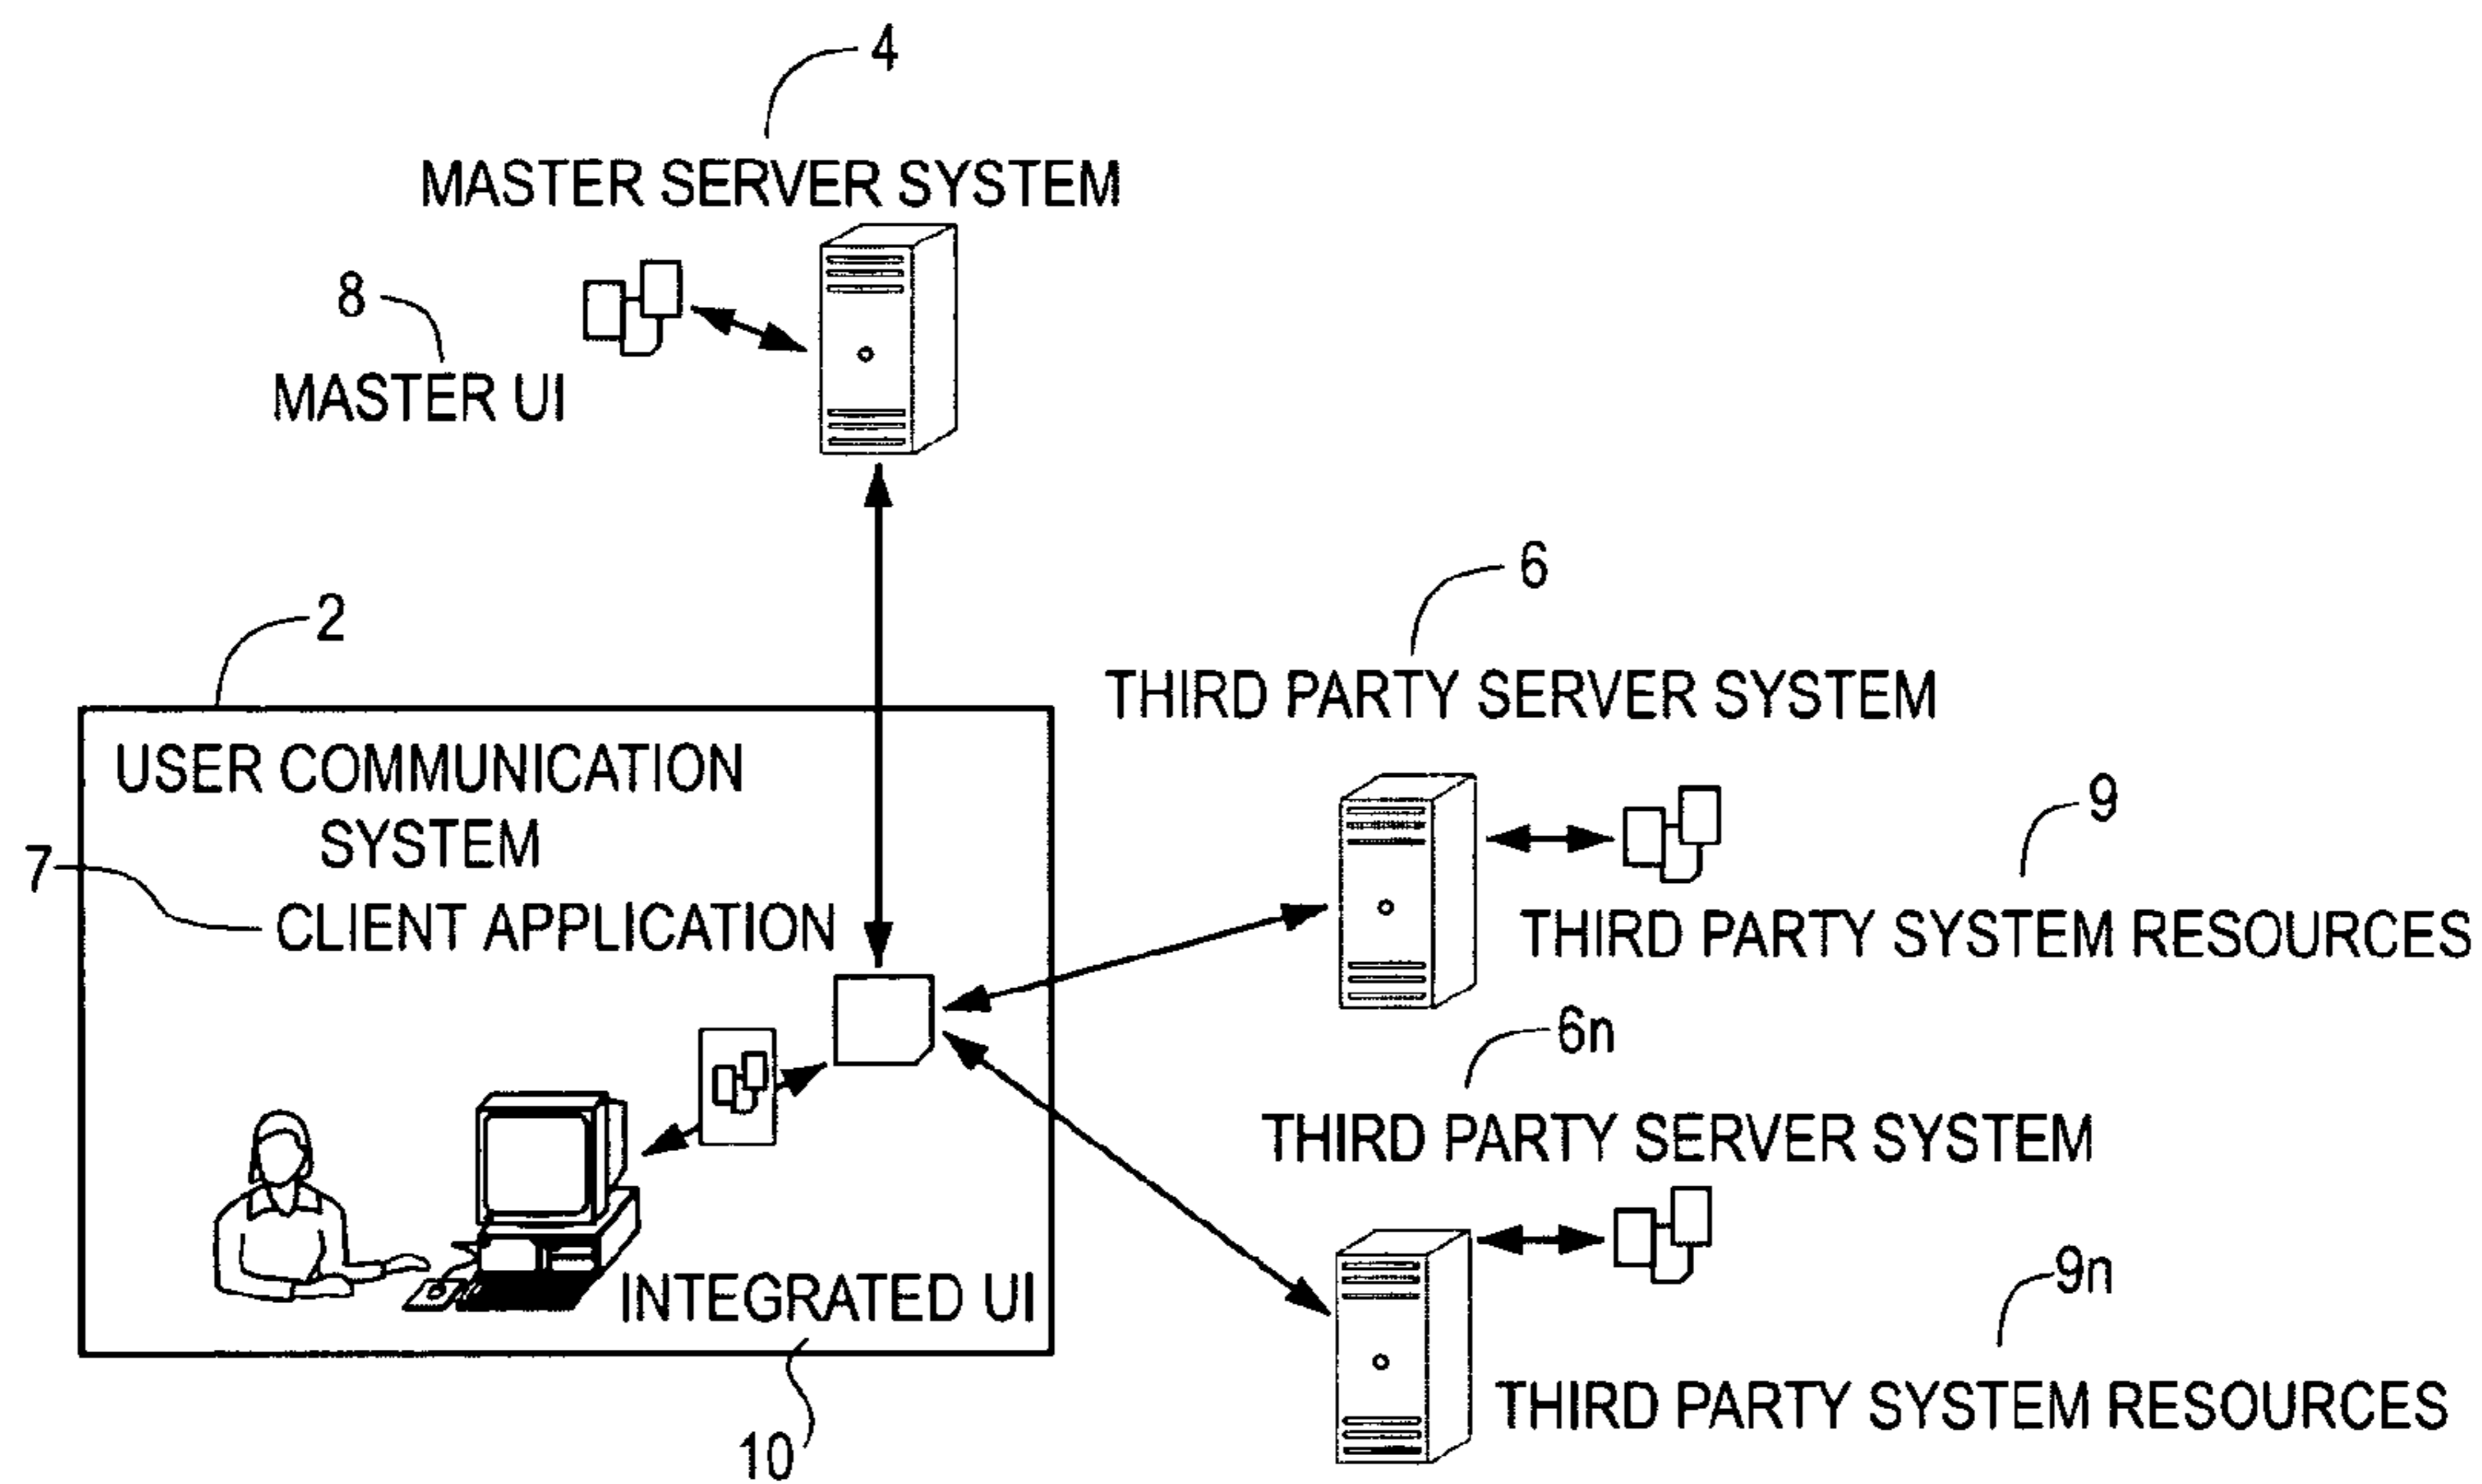 4
MASTER SERVER SYSTEM
8
MASTER UI
6
2
THIRD PARTY SERVER SYSTEM
USER COMMUNICATION
SYSTEM
9
7
CLIENT APPLICATION
THIRD PARTY SYSTEM RESOURCES
6n
THIRD PARTY SERVER SYSTEM
9n
INTEGRATED UI
THIRD PARTY SYSTEM RESOURCES
10